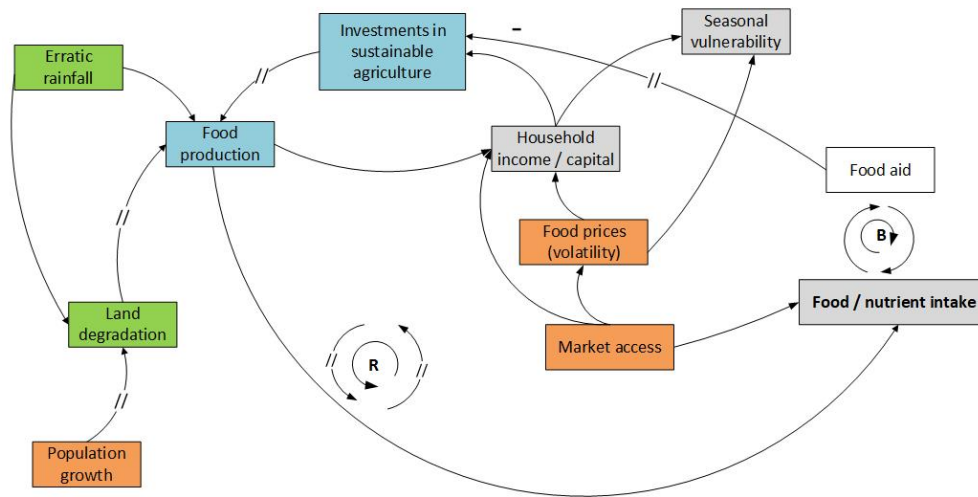 Erratic
rainfall
Investments in
sustainable
agriculture
-
Seasonal
vulnerability
//
//
Food
production
Household
income / capital
Food aid
//
Food prices
(volatility)
B
Land
degradation
Food / nutrient intake
Market access
//
R
//
//
Population
growth